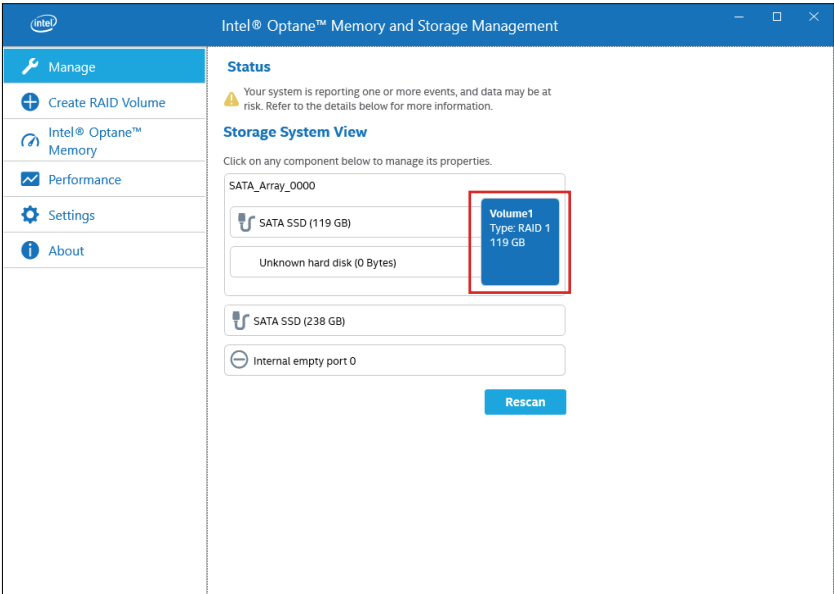 intel
Intel® Optane™ Memory and Storage Management
Manage
Create RAID Volume
Intel® Optane™
Memory
Performance
Settings
About
Status
Your system is reporting one or more events, and data may be at
risk. Refer to the details below for more information.
Storage System View
Click on any component below to manage its properties.
SATA_Array_0000
SATA SSD (119 GB)
Unknown hard disk (0 Bytes)
Volume1
Type: RAID 1
119 GB
SATA SSD (238 GB)
Internal empty port 0
Rescan